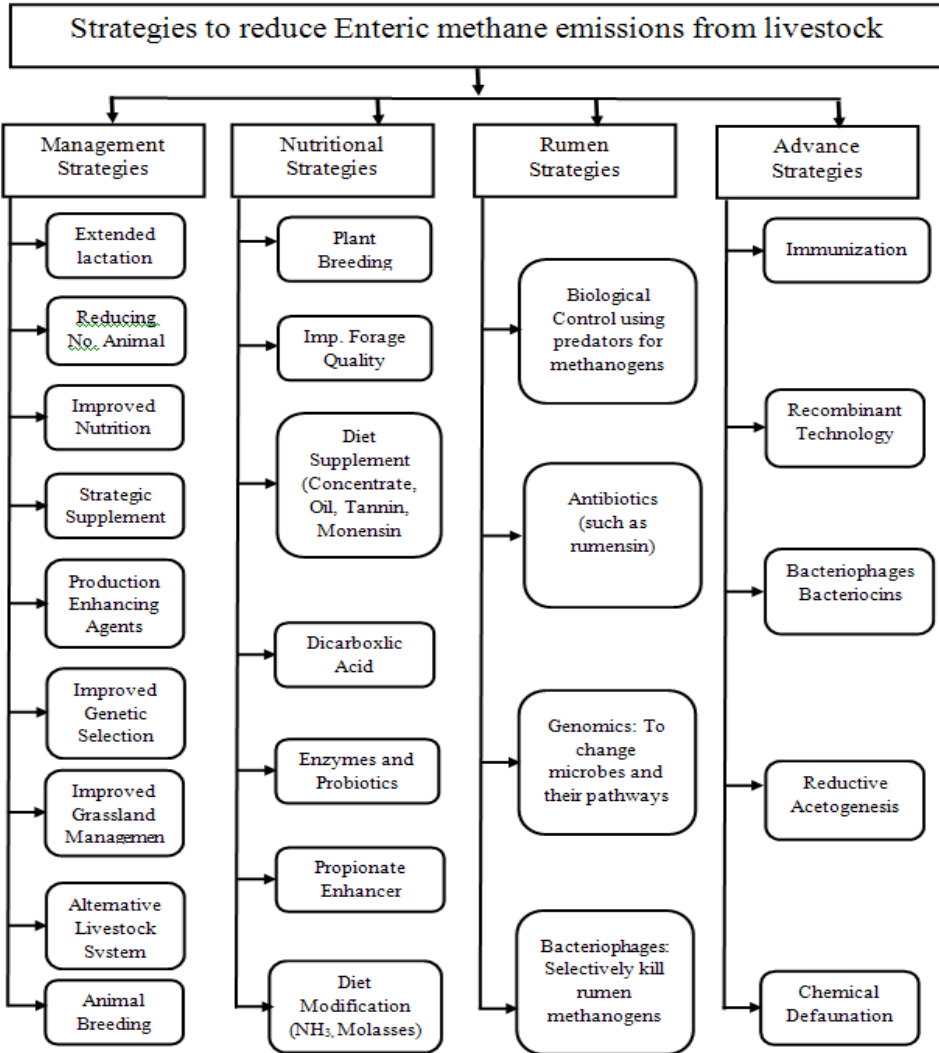 Strategies to reduce Enteric methane emissions from livestock
Management
Strategies
Extended
lactation
Reducing
No. Animal
Improved
Nutrition
Strategic
Supplement
Production
Enhancing
Agents
Improved
Genetic
Selection
Improved
Grassland
Managemen
Alternative
Livestock
System
Animal
Breeding
Nutritional
Strategies
Plant
Breeding
Imp. Forage
Quality
Diet
Supplement
(Concentrate,
Oil, Tannin,
Monensin
Dicarboxlic
Acid
Enzymes and
Probiotics
Propionate
Enhancer
Diet
Modification
(NH₃, Molasses)
Rumen
Strategies
Biological
Control using
predators for
methanogens
Antibiotics
(such as
rumensin)
Genomics: To
change
microbes and
their pathways
Bacteriophages:
Selectively kill
rumen
methanogens
Advance
Strategies
Immunization
Recombinant
Technology
Bacteriophages
Bacteriocins
Reductive
Acetogenesis
Chemical
Defaunation